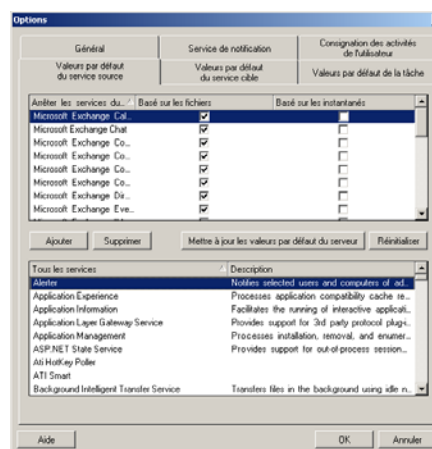 Options
Général
Service de notification
Consignation des activités
de l'utilisateur
Valeurs par défaut
du service source
Valeurs par défaut
du service cible
Valeurs par défaut de la tâche
Arrêter les services du... Basé sur les fichiers Basé sur les instantanés
Microsoft Exchange Cal...
Microsoft Exchange Chat
Microsoft Exchange Co...
Microsoft Exchange Co...
Microsoft Exchange Co...
Microsoft Exchange Dir...
Microsoft Exchange Eve...
Ajouter Supprimer Mettre à jour les valeurs par défaut du serveur Réinitialiser
Tous les services Description
Alerter Notifies selected users and computers of ad...
Application Experience Processes application compatibility cache re...
Application Information Facilitates the running of interactive applicati...
Application Layer Gateway Service Provides support for 3rd party protocol plug-i...
Application Management Processes installation, removal, and enumer...
ASP.NET State Service Provides support for out-of-process session...
Ati HotKey Poller
ATI Smart
Background Intelligent Transfer Service Transfers files in the background using idle n...
Aide OK Annuler